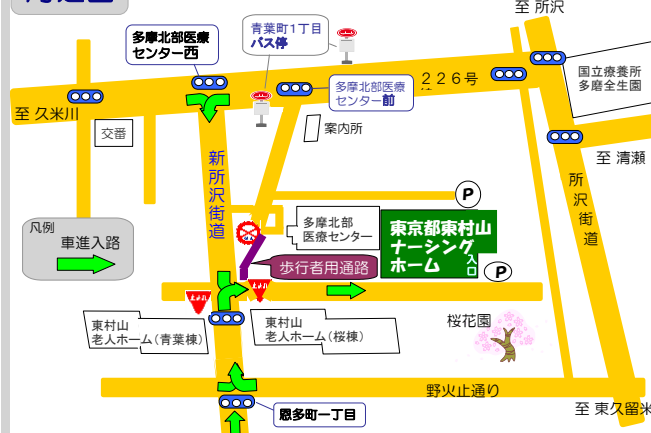 至 所沢
多摩北部医療
センター西
青葉町1丁目
バス停
国立療養所
多磨全生園
多摩北部医療
センター前
226号
至 久米川
交番
案内所
至 清瀬
新所沢街道
所沢街道
P
凡例
車進入路
多摩北部
医療センター
東京都東村山
ナーシング
ホーム
入口
P
歩行者用通路
止まれ
東村山
老人ホーム(青葉棟)
東村山
老人ホーム(桜棟)
桜花園
野火止通り
恩多町一丁目
至 東久留米